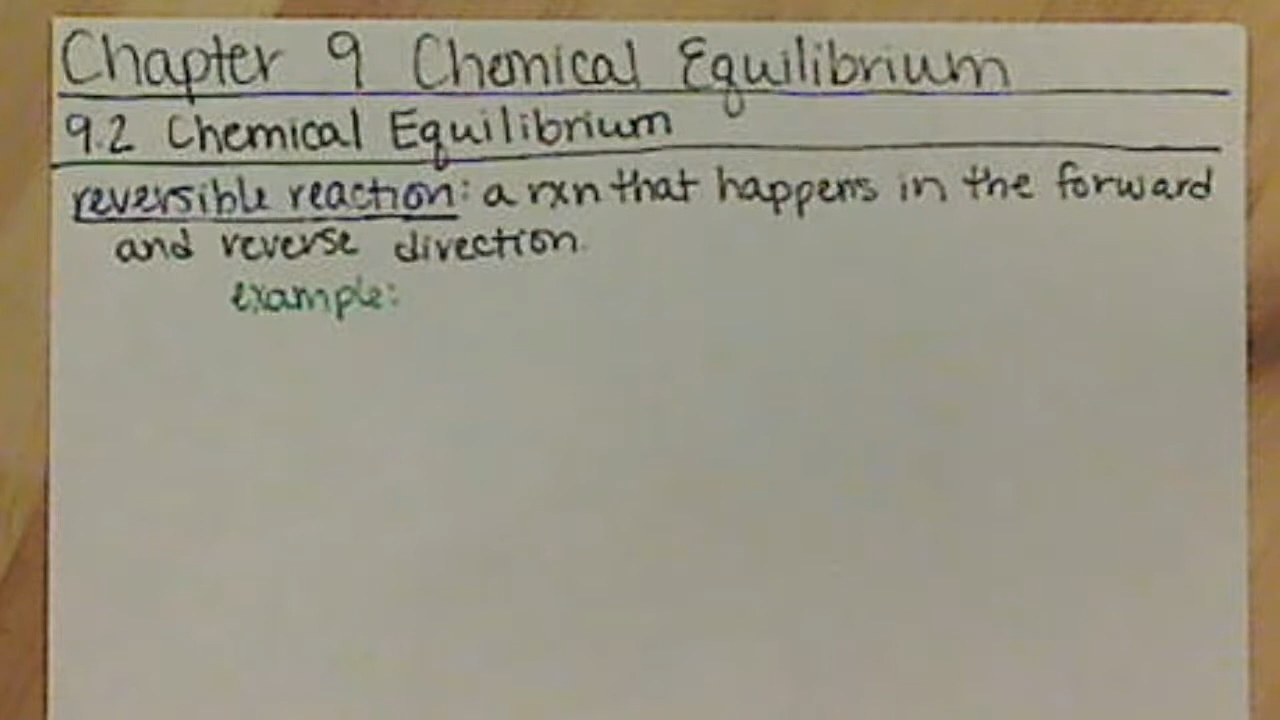 Chapter 9 Chemical Equilibrium
9.2 Chemical Equilibrium
reversible reaction: a rxn that happens in the forward
and reverse direction.
example: